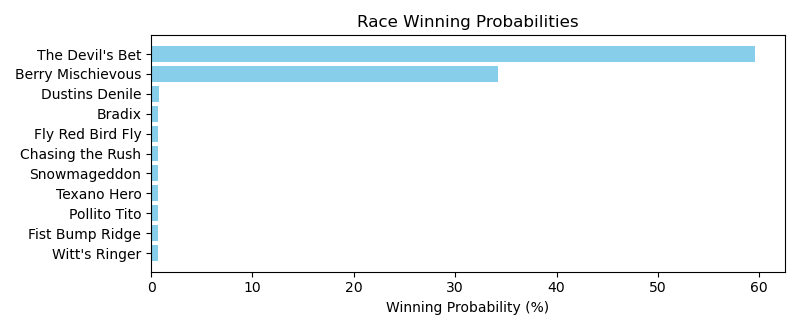 Race Winning Probabilities
The Devil's Bet
Berry Mischievous
Dustins Denile
Bradix
Fly Red Bird Fly
Chasing the Rush
Snowmageddon
Texano Hero
Pollito Tito
Fist Bump Ridge
Witt's Ringer
0 10 20 30 40 50 60
Winning Probability (%)